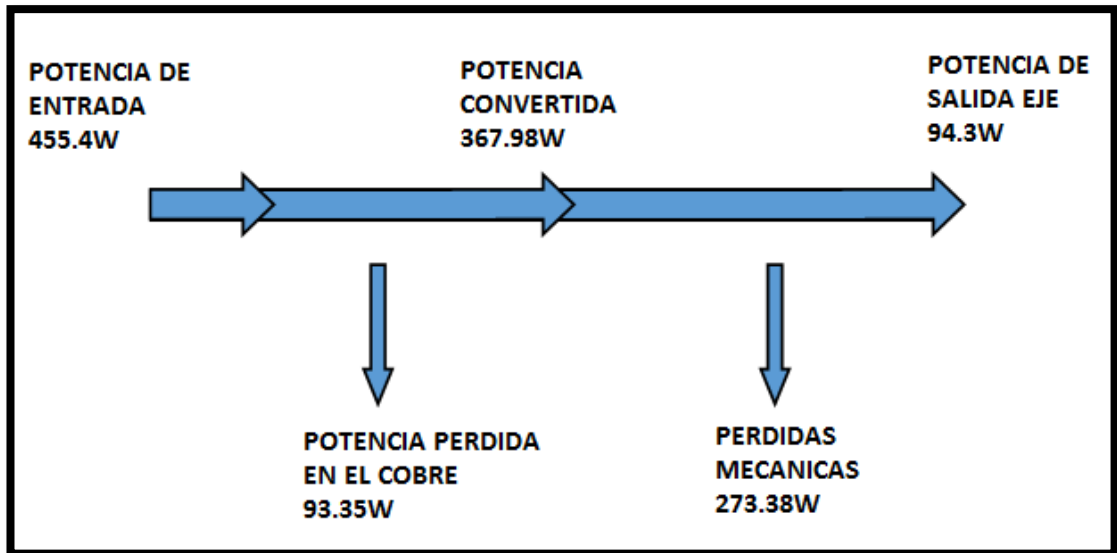 POTENCIA DE
ENTRADA
455.4W
POTENCIA
CONVERTIDA
367.98W
POTENCIA DE
SALIDA EJE
94.3W
POTENCIA PERDIDA
EN EL COBRE
93.35W
PERDIDAS
MECANICAS
273.38W